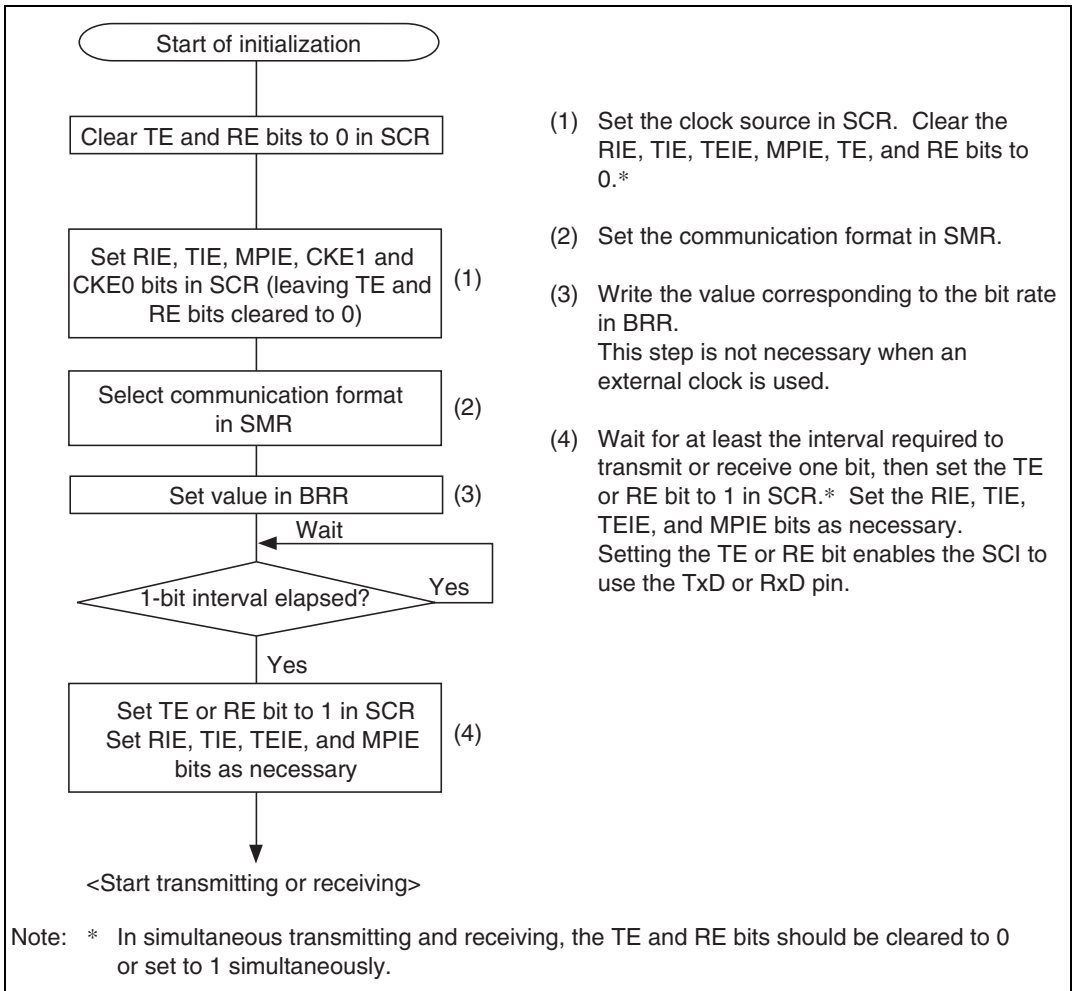 Start of initialization
Clear TE and RE bits to 0 in SCR
Set RIE, TIE, MPIE, CKE1 and
CKE0 bits in SCR (leaving TE and
RE bits cleared to 0)
(1)
Select communication format
in SMR
(2)
Set value in BRR
(3)
Wait
1-bit interval elapsed?
Yes
Yes
Set TE or RE bit to 1 in SCR
Set RIE, TIE, TEIE, and MPIE
bits as necessary
(4)
<Start transmitting or receiving>
(1) Set the clock source in SCR. Clear the
RIE, TIE, TEIE, MPIE, TE, and RE bits to
0.*
(2) Set the communication format in SMR.
(3) Write the value corresponding to the bit rate
in BRR.
This step is not necessary when an
external clock is used.
(4) Wait for at least the interval required to
transmit or receive one bit, then set the TE
or RE bit to 1 in SCR.* Set the RIE, TIE,
TEIE, and MPIE bits as necessary.
Setting the TE or RE bit enables the SCI to
use the TxD or RxD pin.
Note: * In simultaneous transmitting and receiving, the TE and RE bits should be cleared to 0
or set to 1 simultaneously.